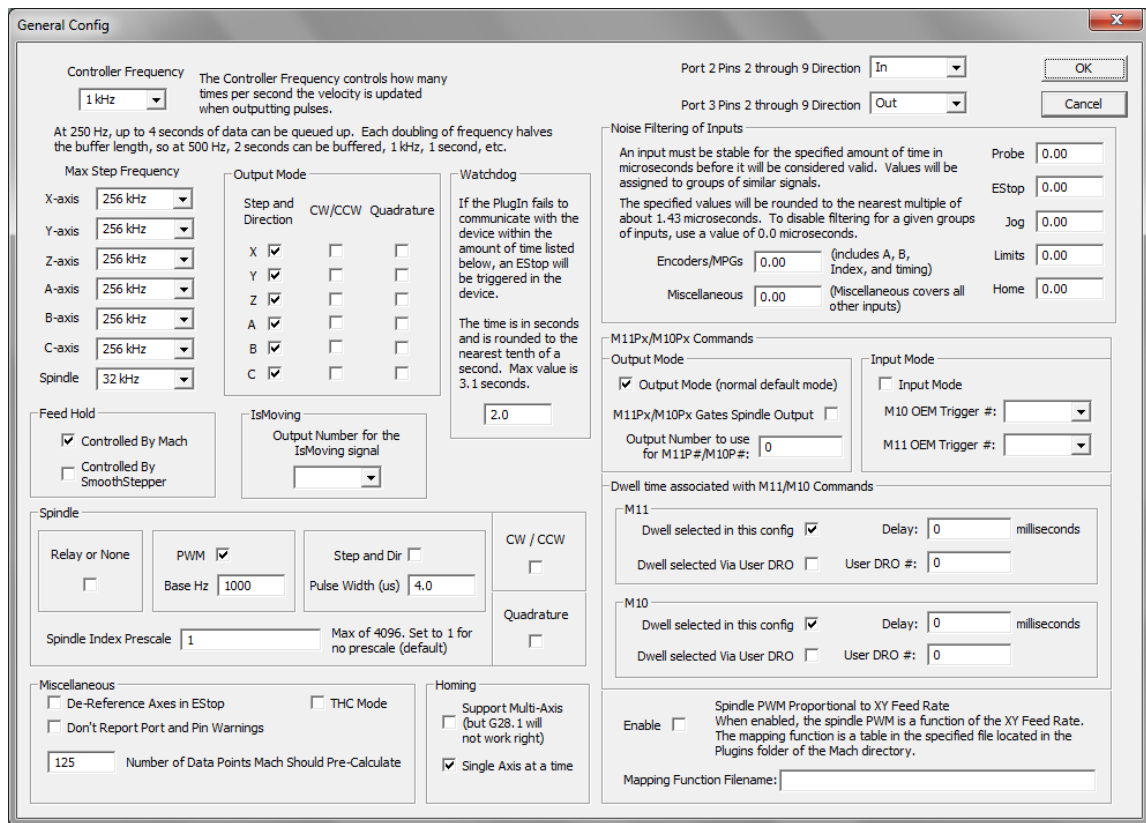 General Config
Controller Frequency
1 kHz
The Controller Frequency controls how many
times per second the velocity is updated
when outputting pulses.
At 250 Hz, up to 4 seconds of data can be queued up. Each doubling of frequency halves
the buffer length, so at 500 Hz, 2 seconds can be buffered, 1 kHz, 1 second, etc.
Port 2 Pins 2 through 9 Direction In
Port 3 Pins 2 through 9 Direction Out
OK
Cancel
Max Step Frequency
X-axis 256 kHz
Y-axis 256 kHz
Z-axis 256 kHz
A-axis 256 kHz
B-axis 256 kHz
C-axis 256 kHz
Spindle 32 kHz
Output Mode
Step and
Direction
CW/CCW Quadrature
X
Y
Z
A
B
C
Watchdog
If the PlugIn fails to
communicate with the
device within the
amount of time listed
below, an EStop will
be triggered in the
device.
The time is in seconds
and is rounded to the
nearest tenth of a
second. Max value is
3.1 seconds.
2.0
Noise Filtering of Inputs
An input must be stable for the specified amount of time in
microseconds before it will be considered valid. Values will be
assigned to groups of similar signals.
The specified values will be rounded to the nearest multiple of
about 1.43 microseconds. To disable filtering for a given groups
of inputs, use a value of 0.0 microseconds.
Encoders/MPGs 0.00 (includes A, B,
Index, and timing)
Miscellaneous 0.00 (Miscellaneous covers all
other inputs)
Probe 0.00
EStop 0.00
Jog 0.00
Limits 0.00
Home 0.00
Feed Hold
Controlled By Mach
Controlled By
SmoothStepper
IsMoving
Output Number for the
IsMoving signal
M11Px/M10Px Commands
Output Mode
Output Mode (normal default mode)
M11Px/M10Px Gates Spindle Output
Output Number to use
for M11P#/M10P#: 0
Input Mode
Input Mode
M10 OEM Trigger #:
M11 OEM Trigger #:
Dwell time associated with M11/M10 Commands
M11
Dwell selected in this config Delay: 0 milliseconds
Dwell selected Via User DRO User DRO #: 0
M10
Dwell selected in this config Delay: 0 milliseconds
Dwell selected Via User DRO User DRO #: 0
Spindle
Relay or None
PWM
Base Hz 1000
Step and Dir
Pulse Width (us) 4.0
CW / CCW
Quadrature
Spindle Index Prescale 1 Max of 4096. Set to 1 for
no prescale (default)
Miscellaneous
De-Reference Axes in EStop
THC Mode
Don't Report Port and Pin Warnings
125 Number of Data Points Mach Should Pre-Calculate
Homing
Support Multi-Axis
(but G28.1 will
not work right)
Single Axis at a time
Enable
Spindle PWM Proportional to XY Feed Rate
When enabled, the spindle PWM is a function of the XY Feed Rate.
The mapping function is a table in the specified file located in the
Plugins folder of the Mach directory.
Mapping Function Filename: